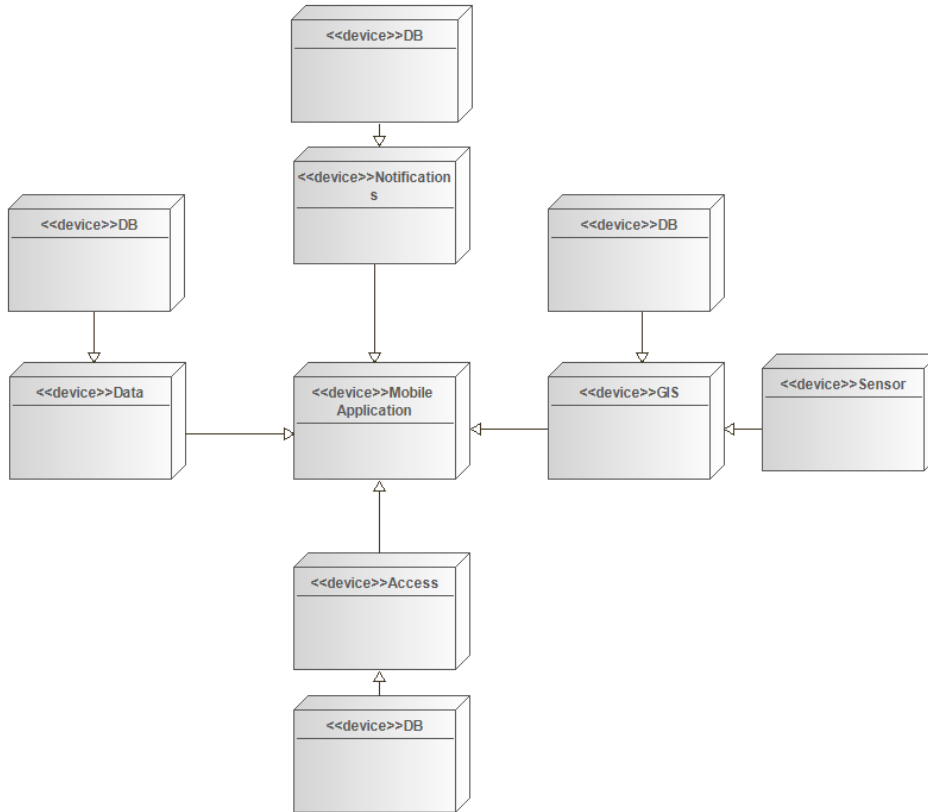 <<device>>DB
<<device>>Notification
s
<<device>>DB
<<device>>DB
<<device>>Data
<<device>>Mobile
Application
<<device>>GIS
<<device>>Sensor
<<device>>Access
<<device>>DB